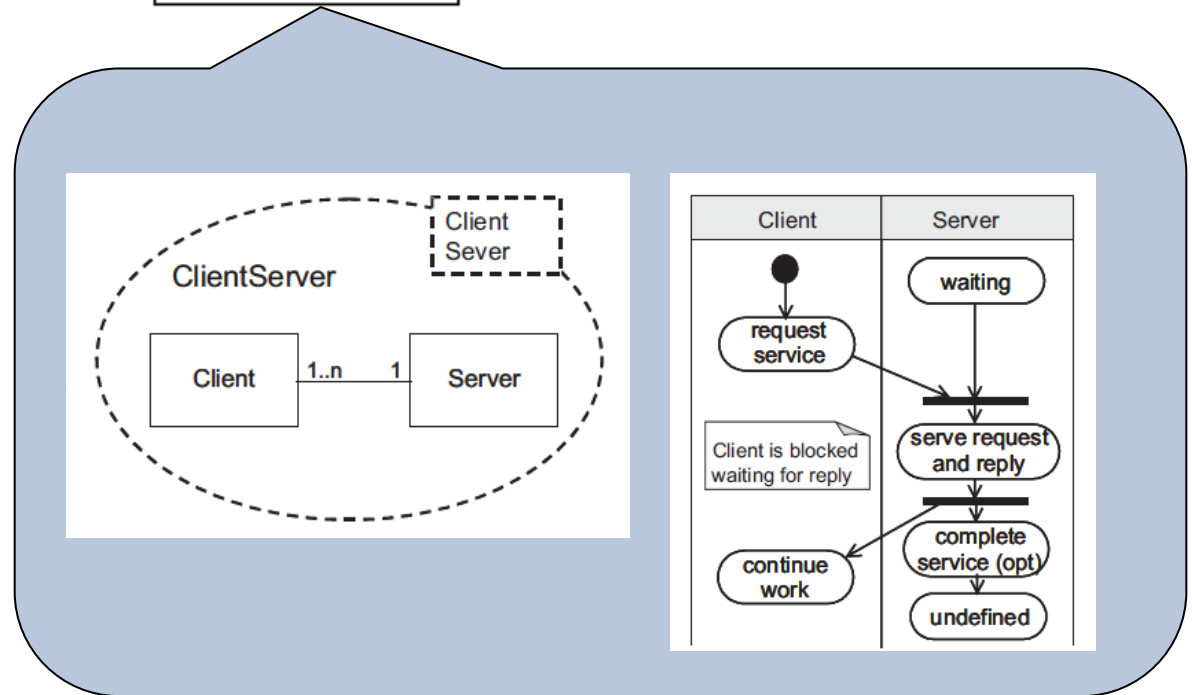 Client
Sever
ClientServer
Client
1..n
1
Server
Client
Server
waiting
request
service
Client is blocked
waiting for reply
serve request
and reply
continue
work
complete
service (opt)
undefined